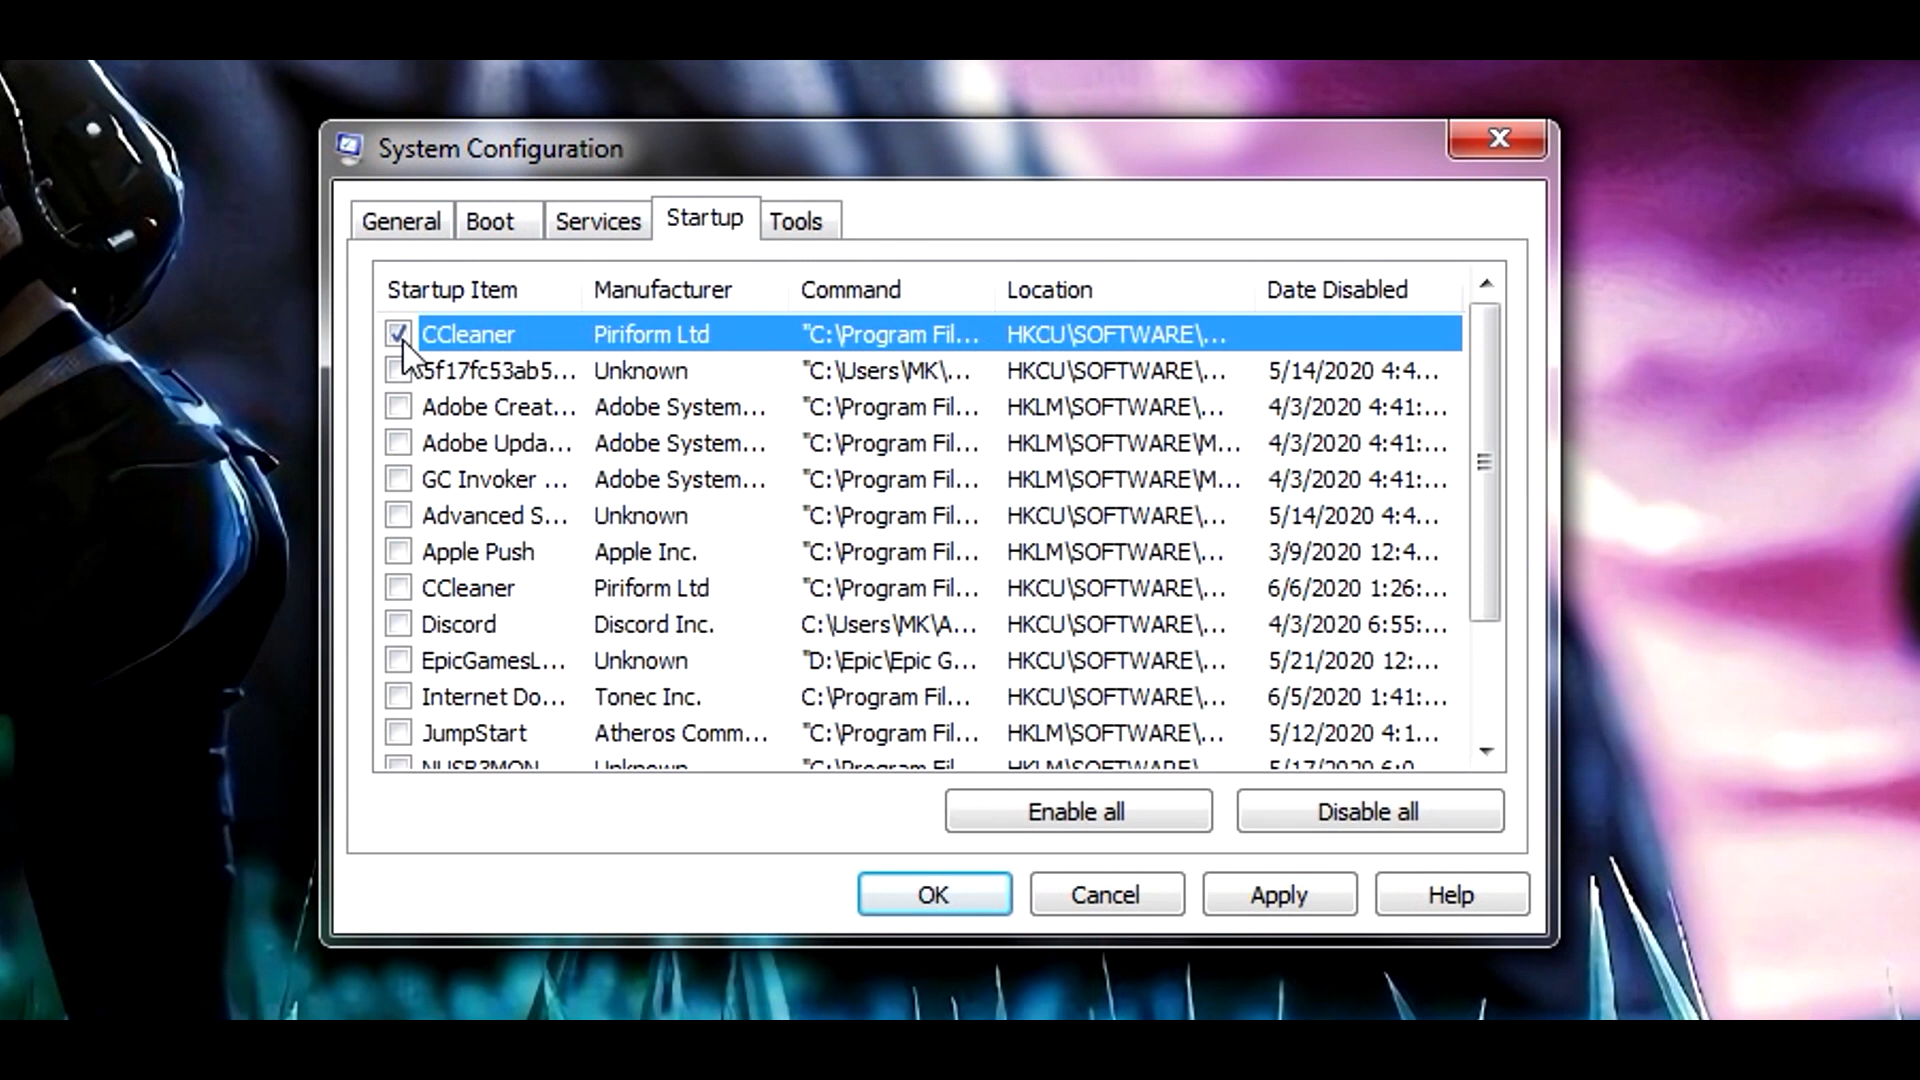 System Configuration
General Boot Services Startup Tools
Startup Item Manufacturer Command Location Date Disabled
CCleaner Piriform Ltd "C:\Program Fil... HKCU\SOFTWARE\...
5f17fc53ab5... Unknown "C:\Users\MK\... HKCU\SOFTWARE\... 5/14/2020 4:4...
Adobe Creat... Adobe System... "C:\Program Fil... HKLM\SOFTWARE\... 4/3/2020 4:41:...
Adobe Upda... Adobe System... "C:\Program Fil... HKLM\SOFTWARE\M... 4/3/2020 4:41:...
GC Invoker ... Adobe System... "C:\Program Fil... HKLM\SOFTWARE\M... 4/3/2020 4:41:...
Advanced S... Unknown "C:\Program Fil... HKCU\SOFTWARE\... 5/14/2020 4:4...
Apple Push Apple Inc. "C:\Program Fil... HKLM\SOFTWARE\... 3/9/2020 12:4...
CCleaner Piriform Ltd "C:\Program Fil... HKCU\SOFTWARE\... 6/6/2020 1:26:...
Discord Discord Inc. C:\Users\MK\A... HKCU\SOFTWARE\... 4/3/2020 6:55:...
EpicGamesL... Unknown "D:\Epic\Epic G... HKCU\SOFTWARE\... 5/21/2020 12:...
Internet Do... Tonec Inc. C:\Program Fil... HKCU\SOFTWARE\... 6/5/2020 1:41:...
JumpStart Atheros Comm... "C:\Program Fil... HKLM\SOFTWARE\... 5/12/2020 4:1...
NUSB3MON Unknown "C:\Program Fil... HKLM\SOFTWARE\...
Enable all Disable all
OK Cancel Apply Help